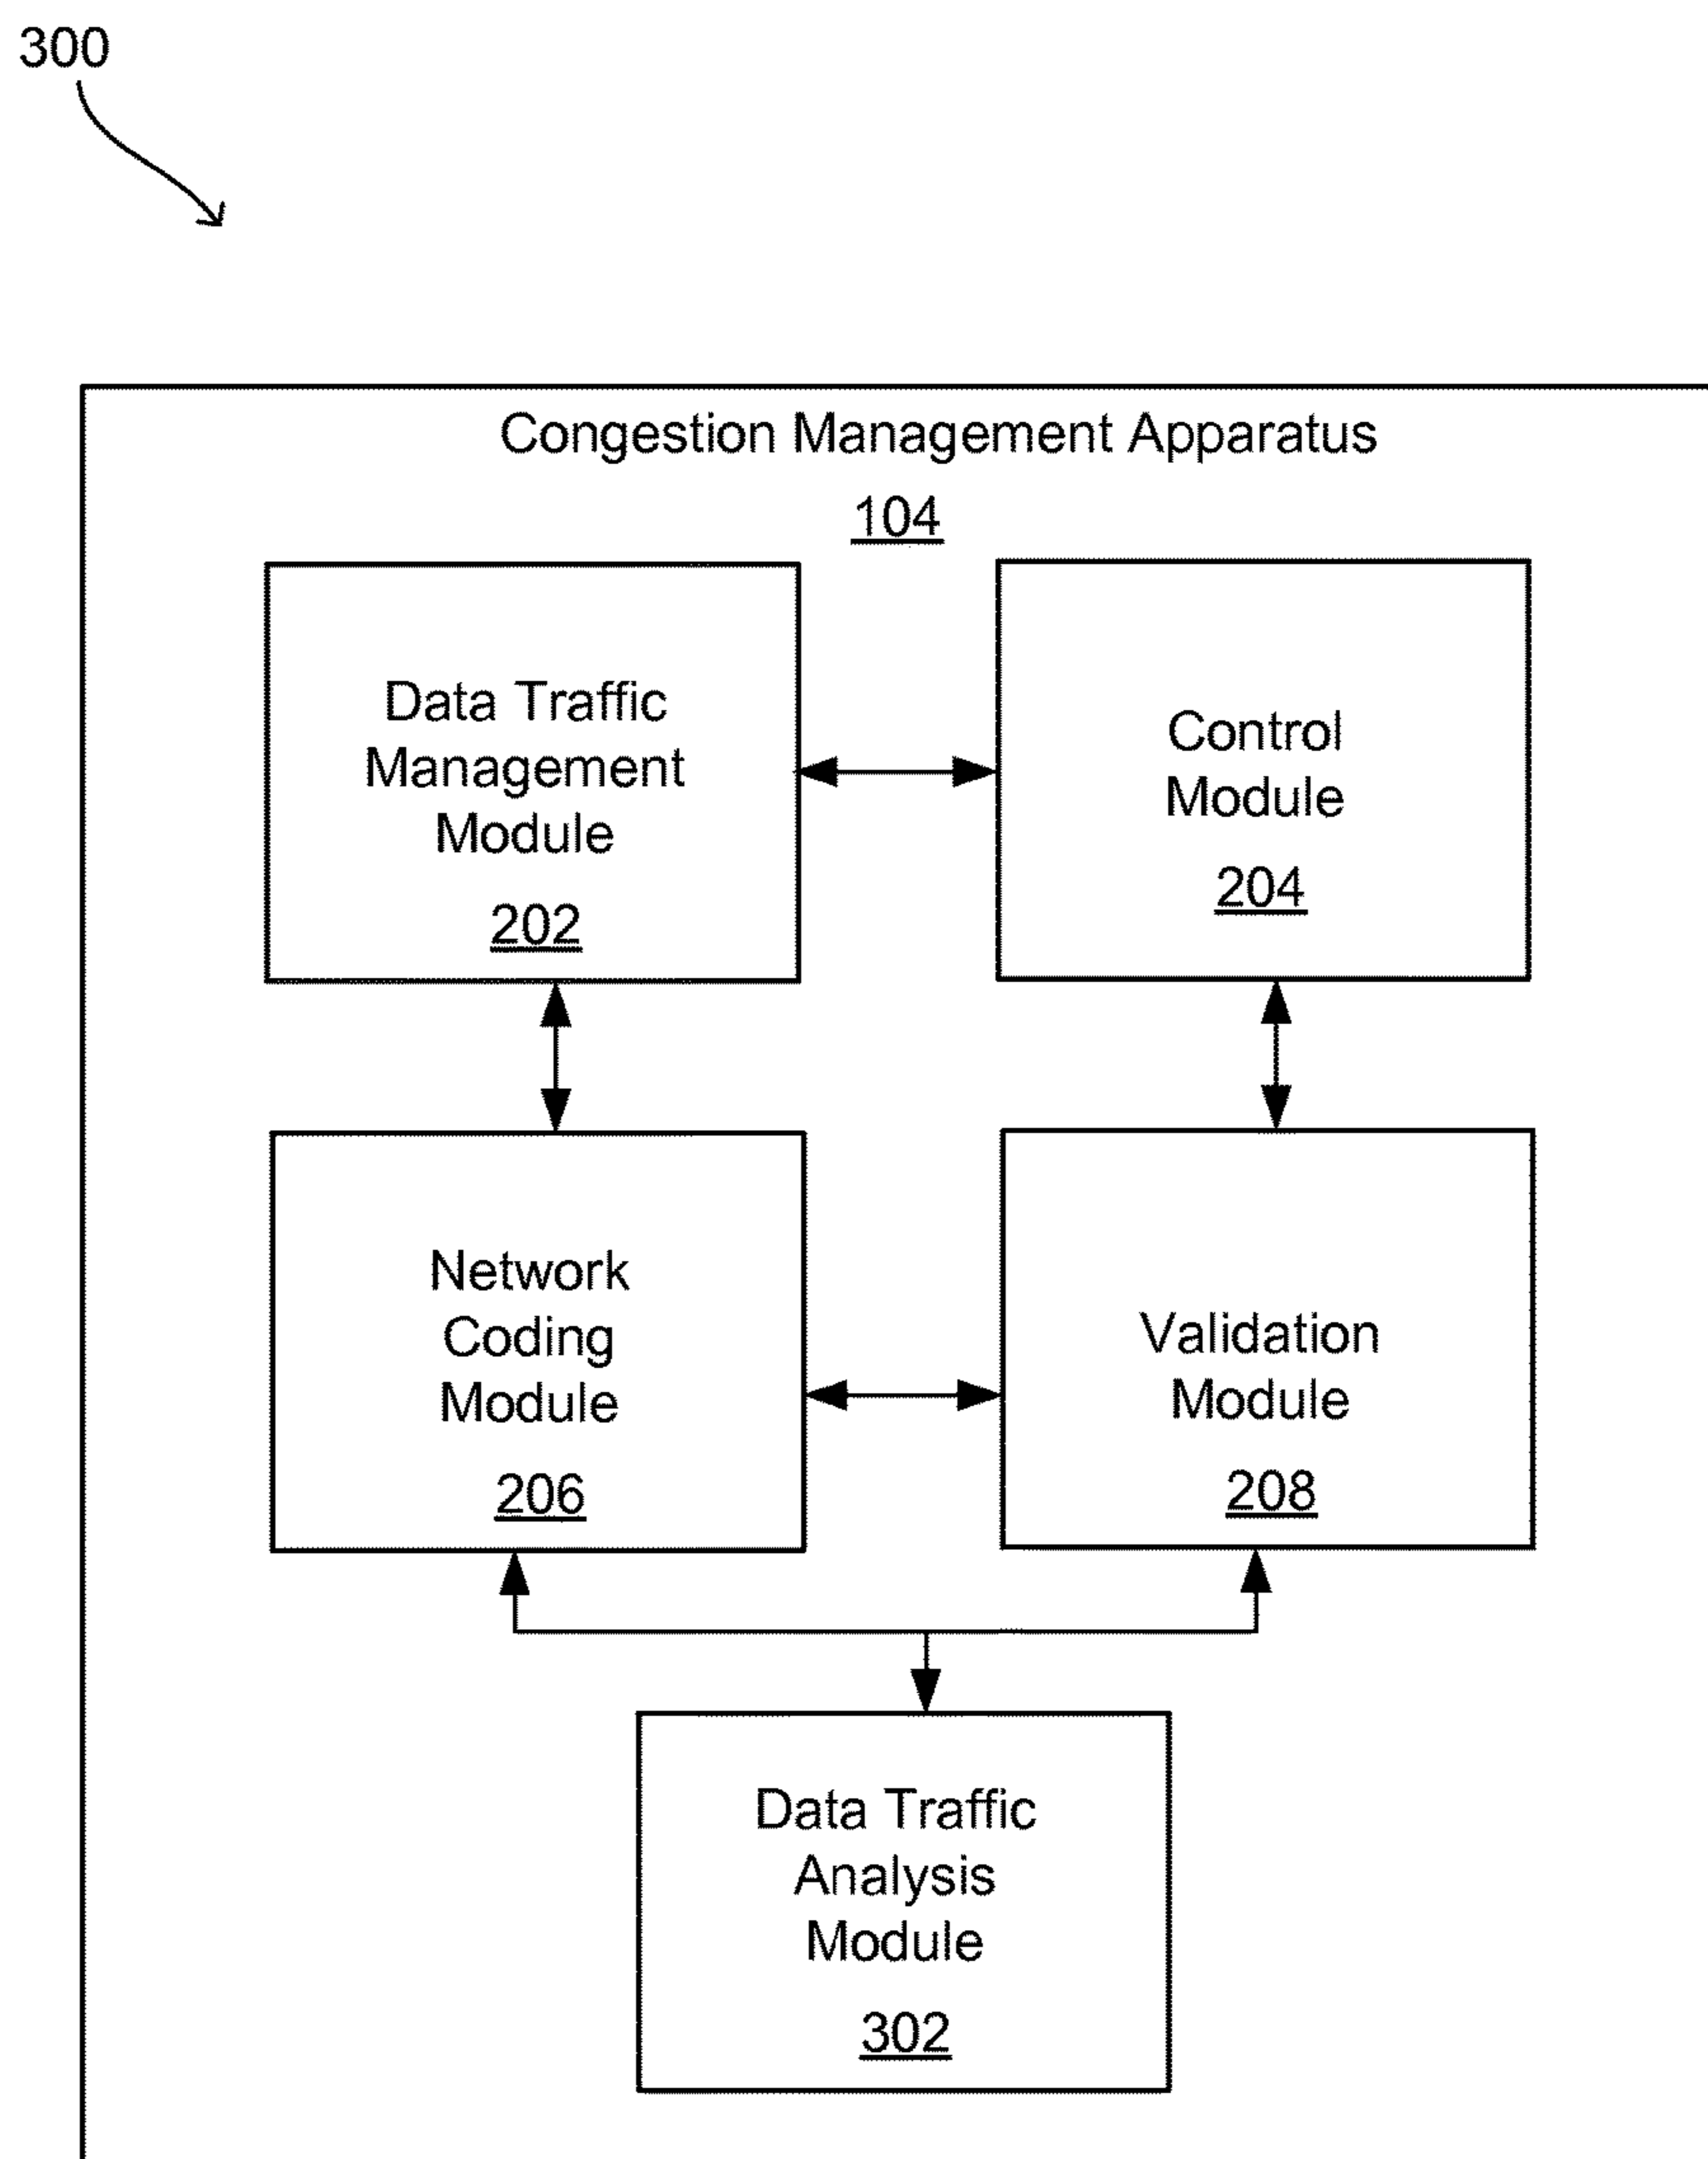 300
Congestion Management Apparatus
104
Data Traffic
Management
Module
202
Control
Module
204
Network
Coding
Module
206
Validation
Module
208
Data Traffic
Analysis
Module
302